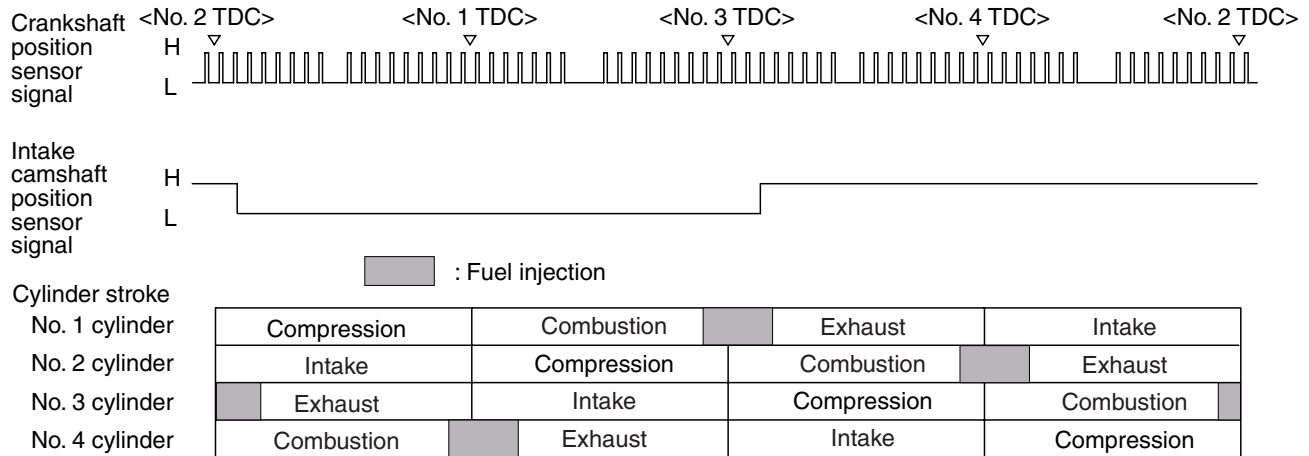 <No. 2 TDC> <No. 1 TDC> <No. 3 TDC> <No. 4 TDC> <No. 2 TDC>
Crankshaft
position
sensor
signal
H
L
Intake
camshaft
position
sensor
signal
H
L
: Fuel injection
Cylinder stroke
No. 1 cylinder Compression Combustion Exhaust Intake
No. 2 cylinder Intake Compression Combustion Exhaust
No. 3 cylinder Exhaust Intake Compression Combustion
No. 4 cylinder Combustion Exhaust Intake Compression